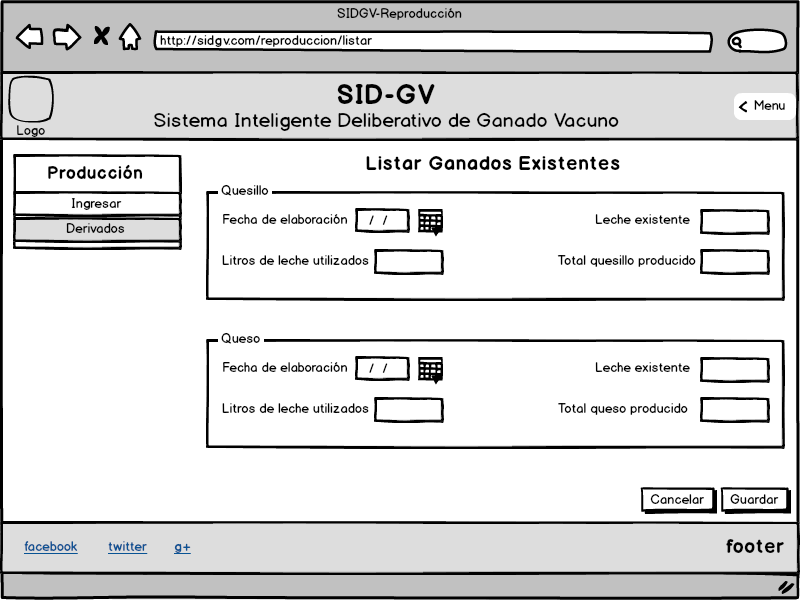 SIDGV-Reproducción
http://sidgv.com/reproduccion/listar
SID-GV
Sistema Inteligente Deliberativo de Ganado Vacuno
Logo
Menu
Producción
Ingresar
Derivados
Listar Ganados Existentes
Quesillo
Fecha de elaboración / / Leche existente
Litros de leche utilizados Total quesillo producido
Queso
Fecha de elaboración / / Leche existente
Litros de leche utilizados Total queso producido
Cancelar Guardar
facebook twitter g+ footer